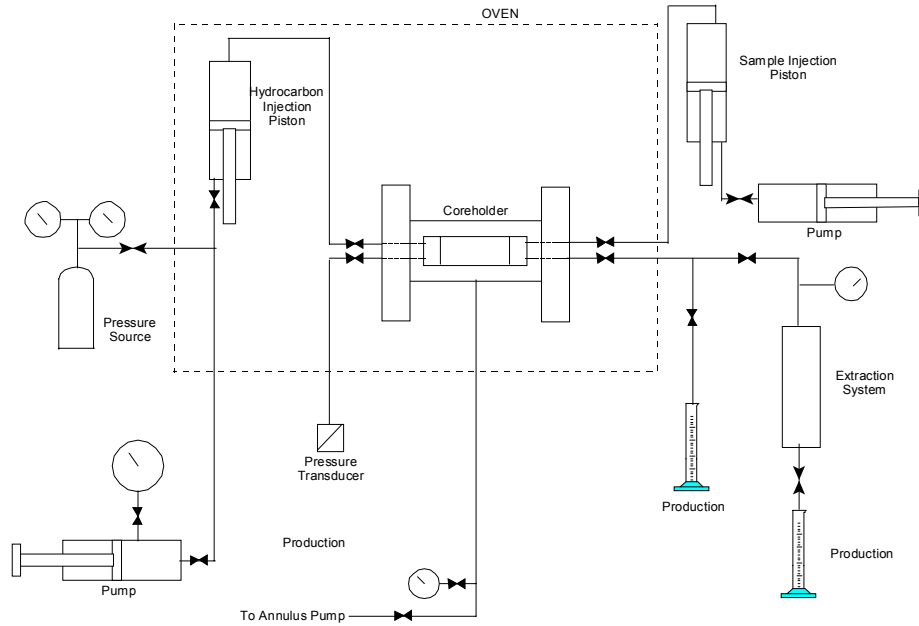 OVEN
Hydrocarbon
Injection
Piston
Sample Injection
Piston
Coreholder
Pump
Pressure
Source
Extraction
System
Pressure
Transducer
Production
Production
Production
Pump
To Annulus Pump